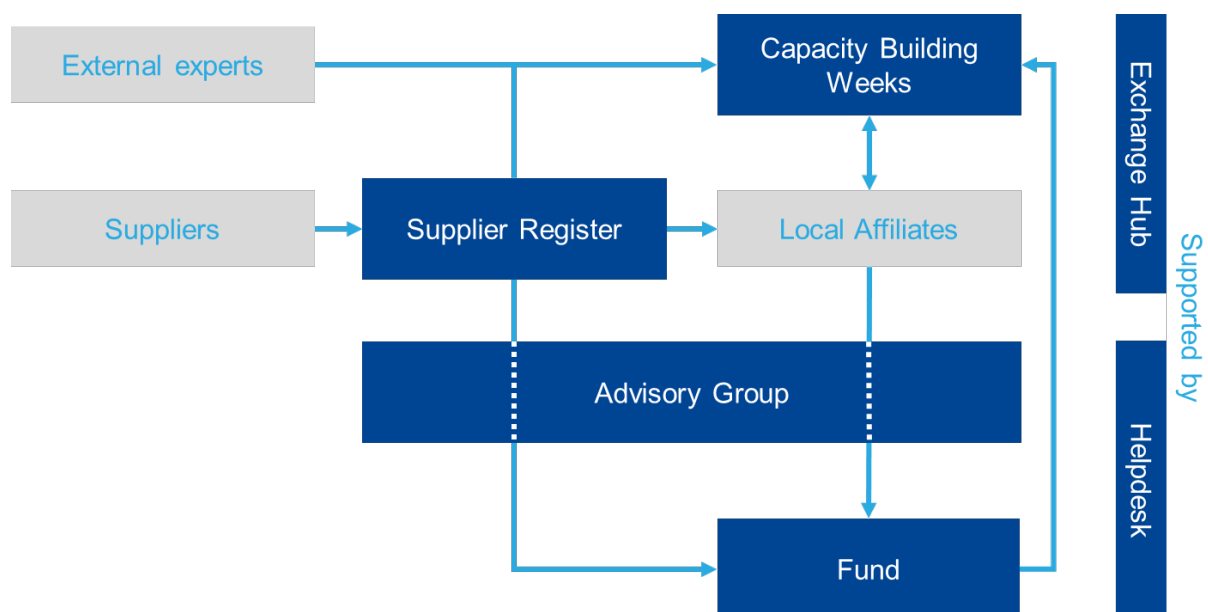 External experts
Capacity Building
Weeks
Suppliers
Supplier Register
Local Affiliates
Advisory Group
Fund
Exchange Hub
Helpdesk
Supported by